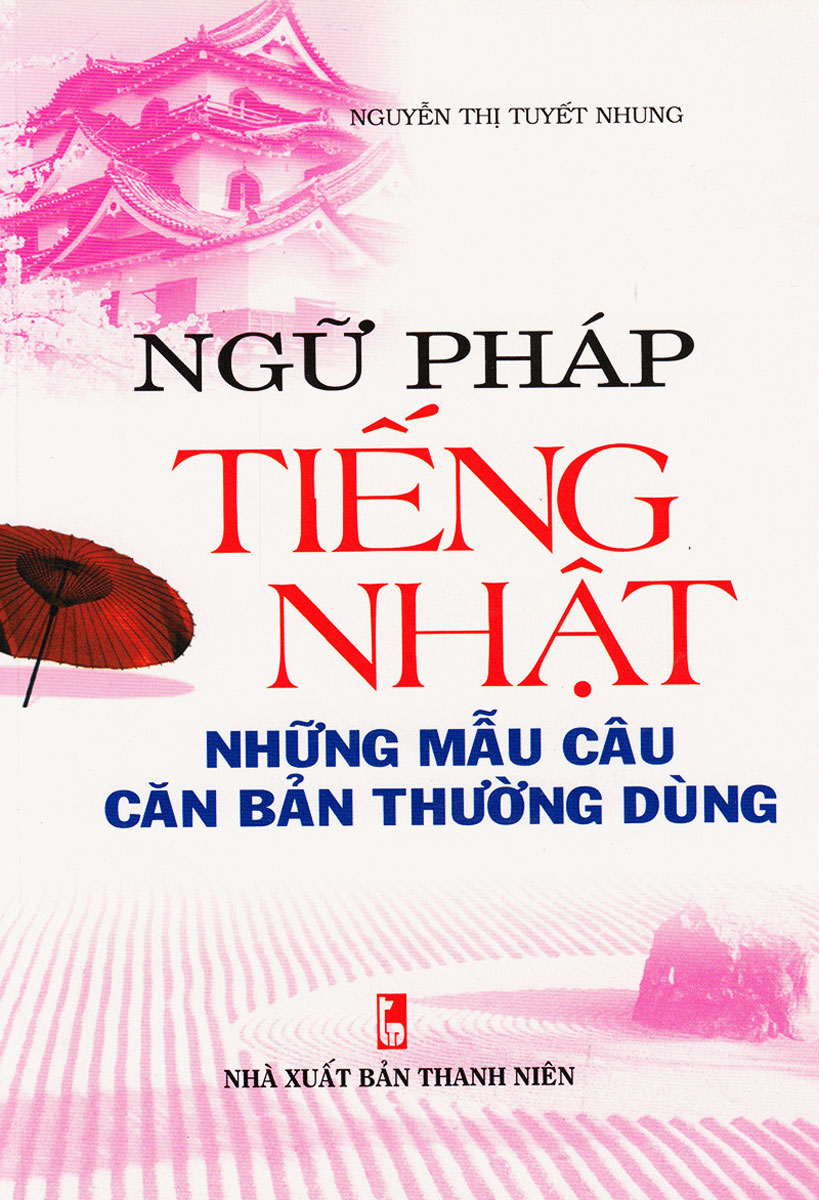 NGUYỄN THỊ TUYẾT NHUNG
NGỮ PHÁP
TIẾNG
NHẬT
NHỮNG MẪU CÂU
CĂN BẢN THƯỜNG DÙNG
NHÀ XUẤT BẢN THANH NIÊN